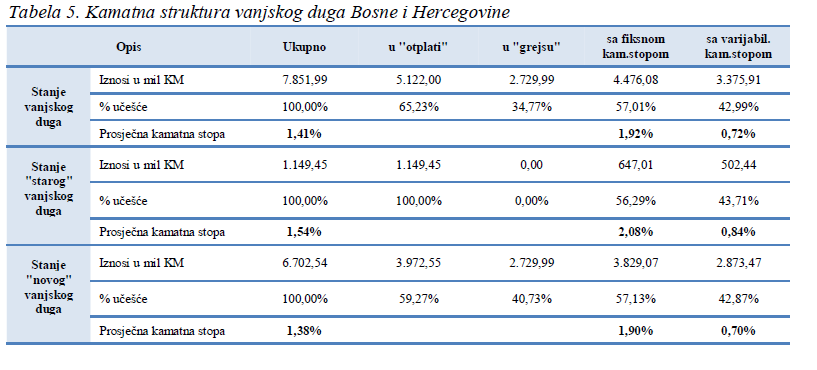 Tabela 5. Kamatna struktura vanjskog duga Bosne i Hercegovine
Opis Ukupno u "otplati" u "grejsu" sa fiksnom kam.stopom sa varijabil. kam.stopom
Stanje vanjskog duga
Iznosi u mil KM 7.851,99 5.122,00 2.729,99 4.476,08 3.375,91
% učešće 100,00% 65,23% 34,77% 57,01% 42,99%
Prosječna kamatna stopa 1,41% 1,92% 0,72%
Stanje "starog" vanjskog duga
Iznosi u mil KM 1.149,45 1.149,45 0,00 647,01 502,44
% učešće 100,00% 100,00% 0,00% 56,29% 43,71%
Prosječna kamatna stopa 1,54% 2,08% 0,84%
Stanje "novog" vanjskog duga
Iznosi u mil KM 6.702,54 3.972,55 2.729,99 3.829,07 2.873,47
% učešće 100,00% 59,27% 40,73% 57,13% 42,87%
Prosječna kamatna stopa 1,38% 1,90% 0,70%